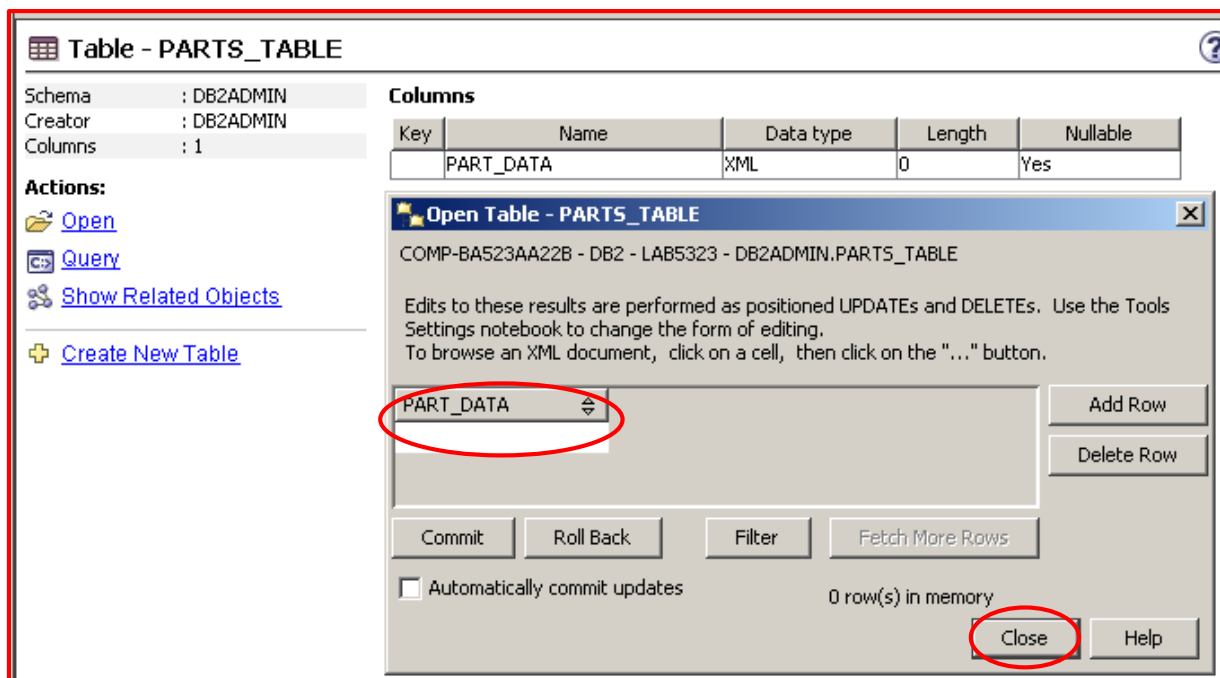 Table - PARTS_TABLE
?
Schema : DB2ADMIN
Creator : DB2ADMIN
Columns : 1
Actions:
Open
Query
Show Related Objects
Create New Table
Columns
Key Name Data type Length Nullable
PART_DATA XML 0 Yes
Open Table - PARTS_TABLE
COMP-BA523AA22B - DB2 - LAB5323 - DB2ADMIN.PARTS_TABLE
Edits to these results are performed as positioned UPDATEs and DELETEs. Use the Tools
Settings notebook to change the form of editing.
To browse an XML document, click on a cell, then click on the "..." button.
PART_DATA
Add Row
Delete Row
Commit Roll Back Filter Fetch More Rows
Automatically commit updates
0 row(s) in memory
Close Help